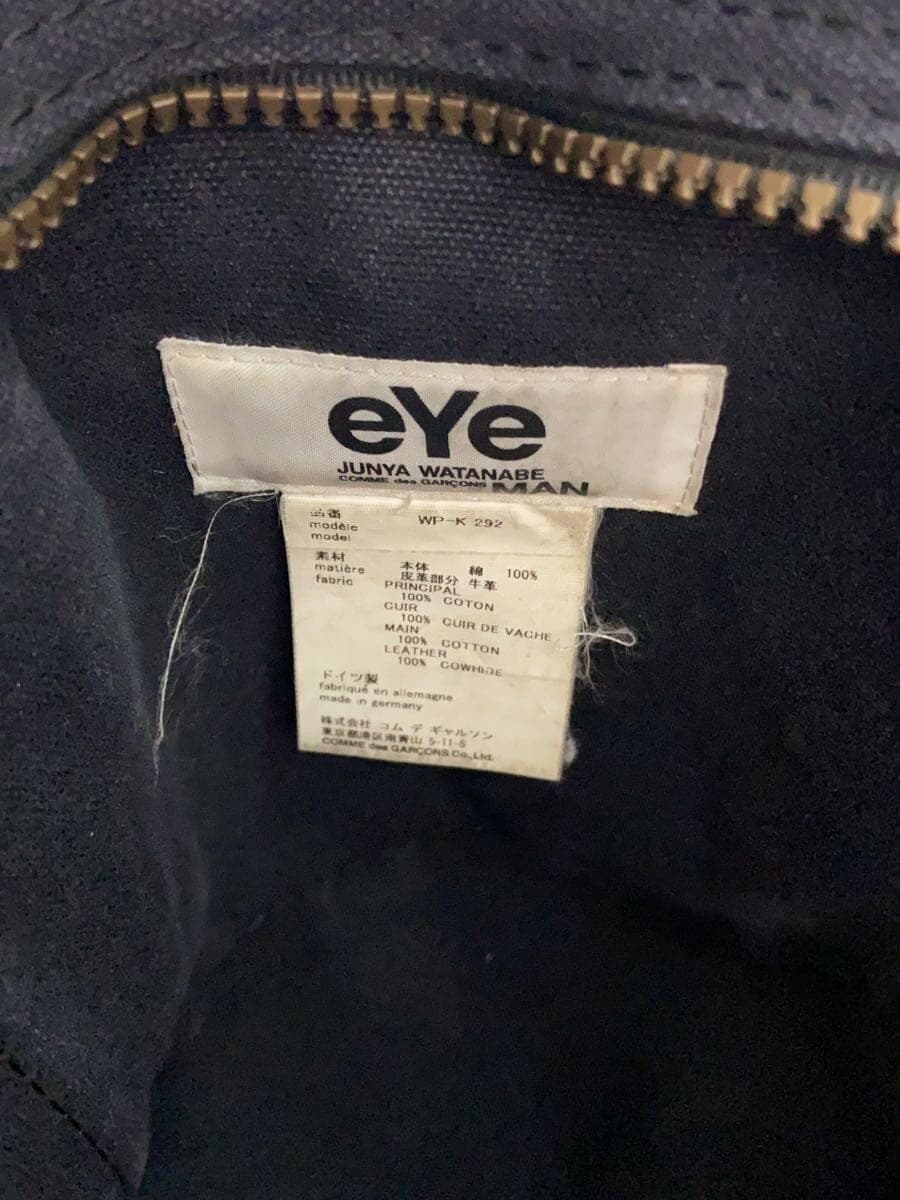 eYe
JUNYA WATANABE
COMME des GARÇONS MAN
品番
modèle WP-K 292
model
素材
matière 本体 綿 100%
fabric 皮革部分 牛革
PRINCIPAL
100% COTON
CUIR
100% CUIR DE VACHE
MAIN
100% COTTON
LEATHER
100% COWHIDE
ドイツ製
fabriqué en allemagne
made in germany
株式会社 コム デ ギャルソン
東京都港区南青山 5-11-5
COMME des GARÇONS Co., Ltd.